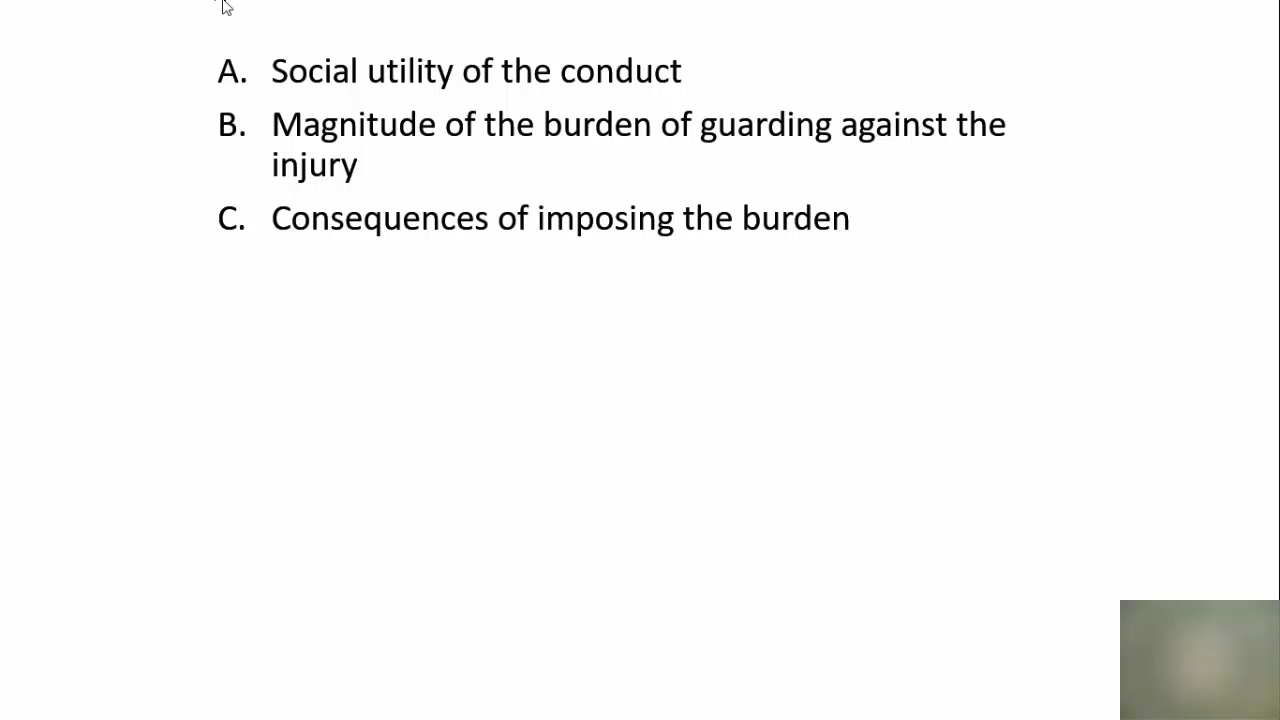 A. Social utility of the conduct
B. Magnitude of the burden of guarding against the
injury
C. Consequences of imposing the burden